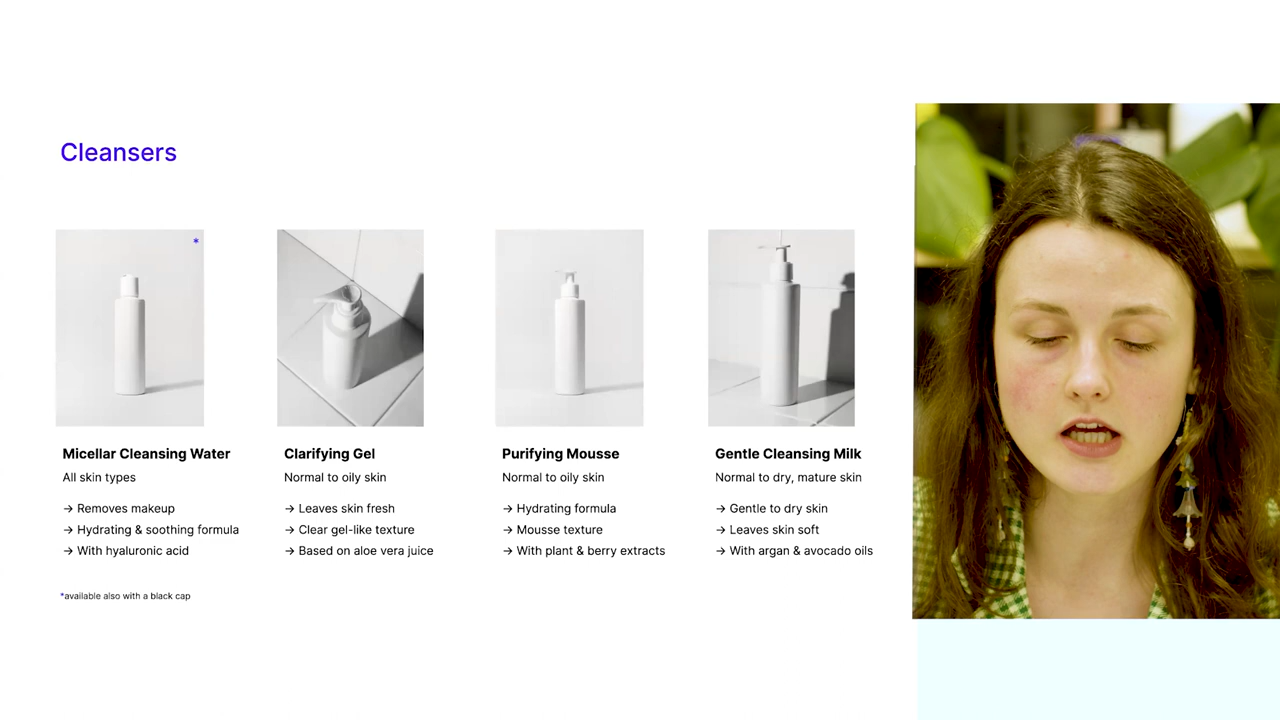 Cleansers
*
Micellar Cleansing Water
All skin types
→ Removes makeup
→ Hydrating & soothing formula
→ With hyaluronic acid
Clarifying Gel
Normal to oily skin
→ Leaves skin fresh
→ Clear gel-like texture
→ Based on aloe vera juice
Purifying Mousse
Normal to oily skin
→ Hydrating formula
→ Mousse texture
→ With plant & berry extracts
Gentle Cleansing Milk
Normal to dry, mature skin
→ Gentle to dry skin
→ Leaves skin soft
→ With argan & avocado oils
*available also with a black cap